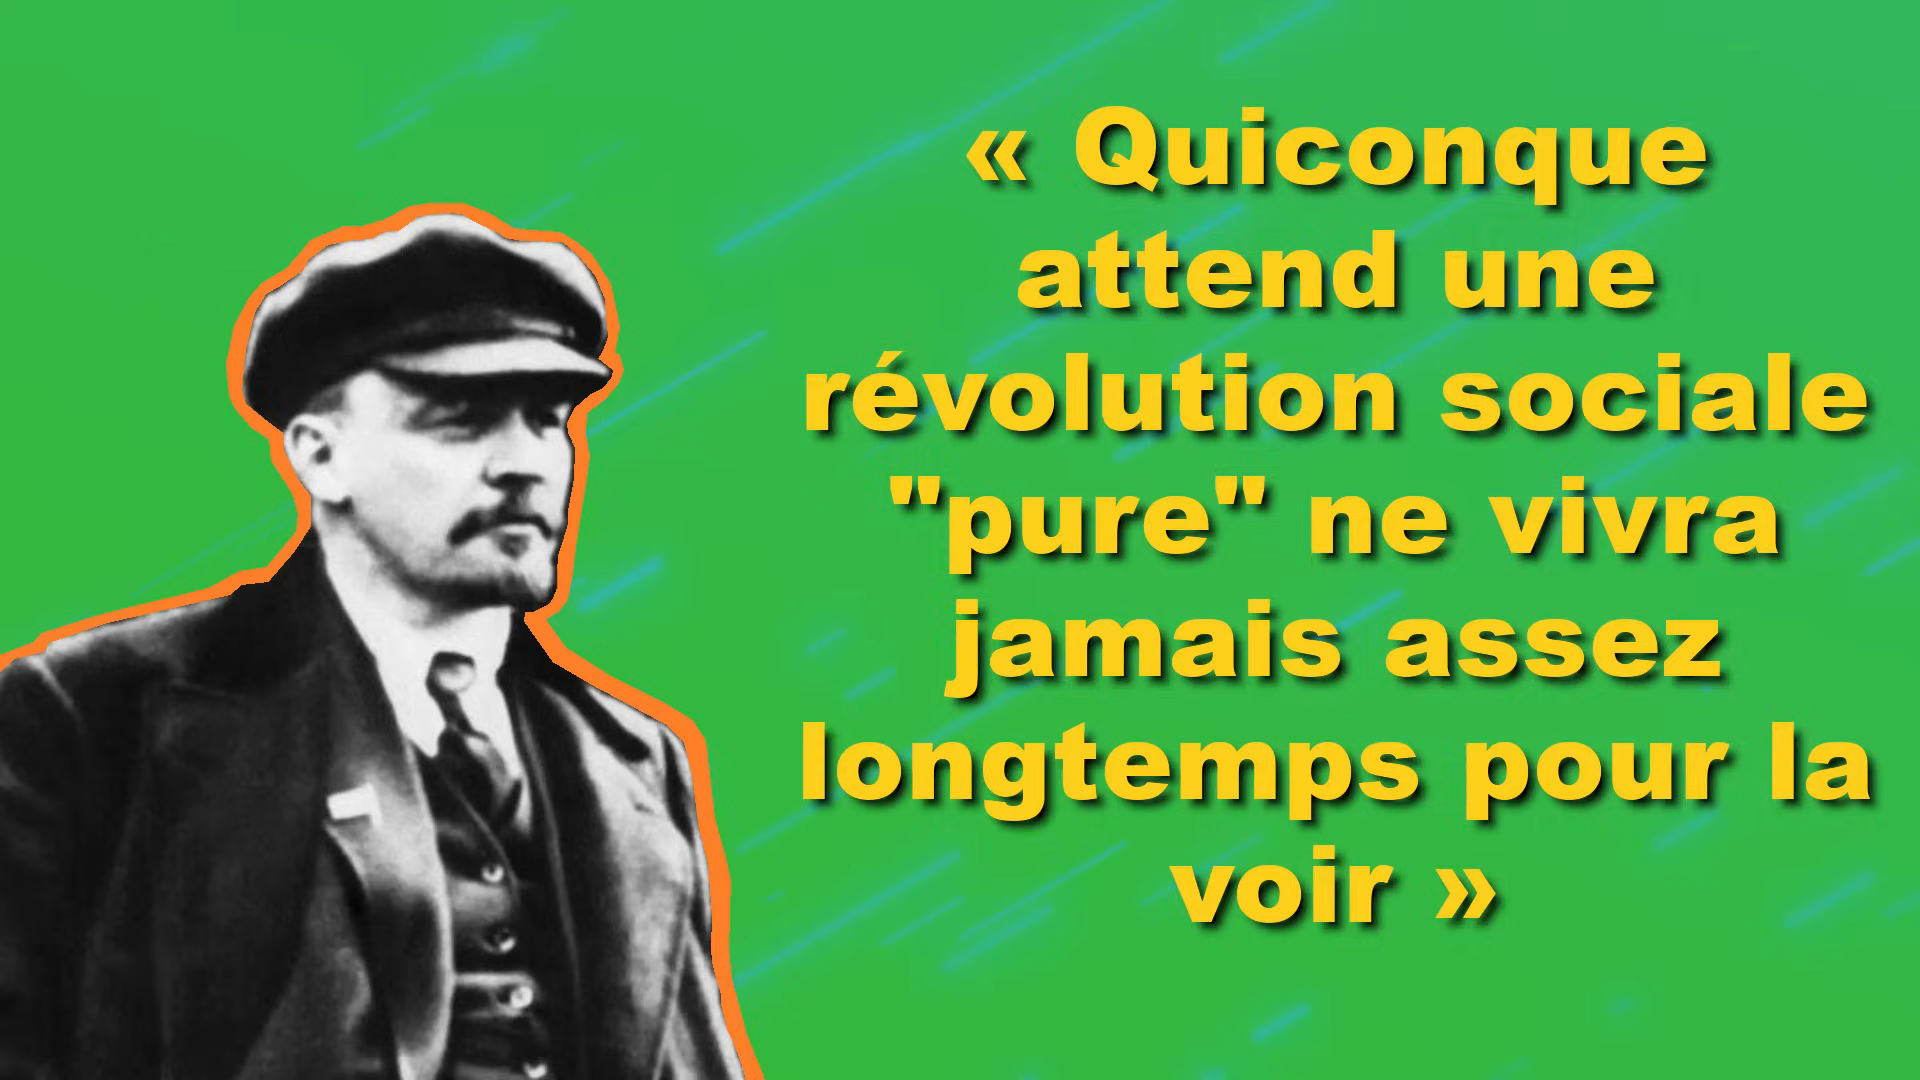 « Quiconque
attend une
révolution sociale
"pure" ne vivra
jamais assez
longtemps pour la
voir »